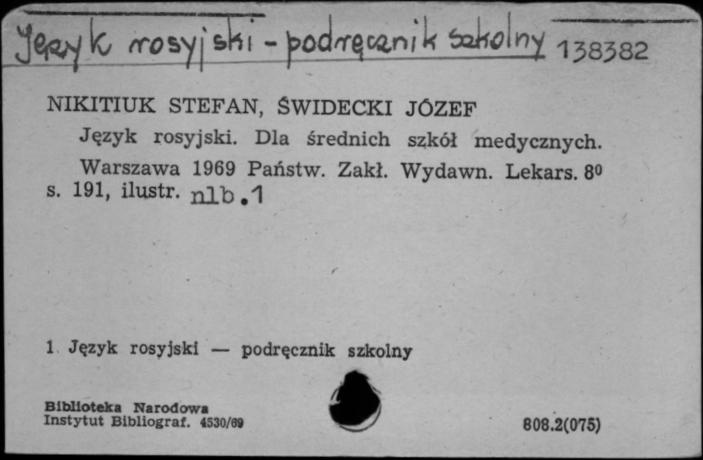 Język rosyjski - podręcznik szkolny 138382
NIKITIUK STEFAN, ŚWIDECKI JÓZEF
Język rosyjski. Dla średnich szkół medycznych.
Warszawa 1969 Państw. Zakł. Wydawn. Lekars. 8⁰
s. 191, ilustr. nlb.1
1. Język rosyjski — podręcznik szkolny
Biblioteka Narodowa
Instytut Bibliograf. 4530/69
808.2(075)